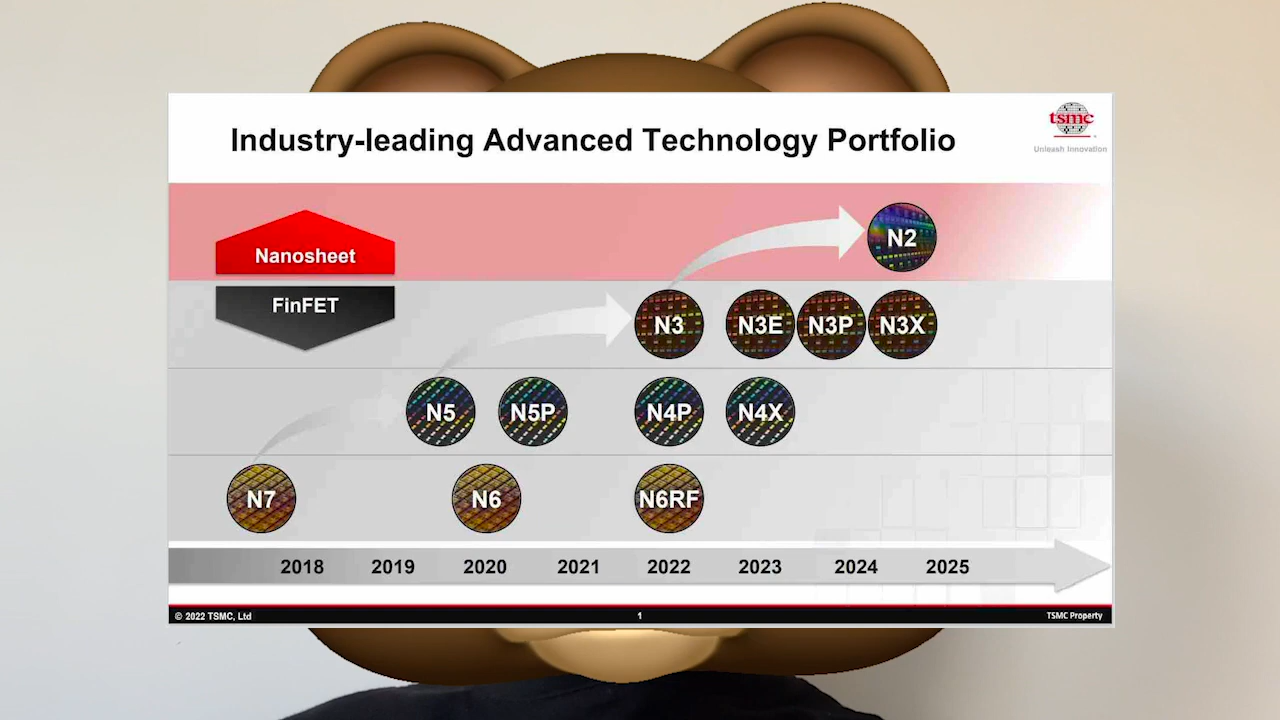 Industry-leading Advanced Technology Portfolio
tsmc
Unleash Innovation
Nanosheet
FinFET
N2
N3 N3E N3P N3X
N5 N5P N4P N4X
N7 N6 N6RF
2018 2019 2020 2021 2022 2023 2024 2025
© 2022 TSMC, Ltd 1 TSMC Property